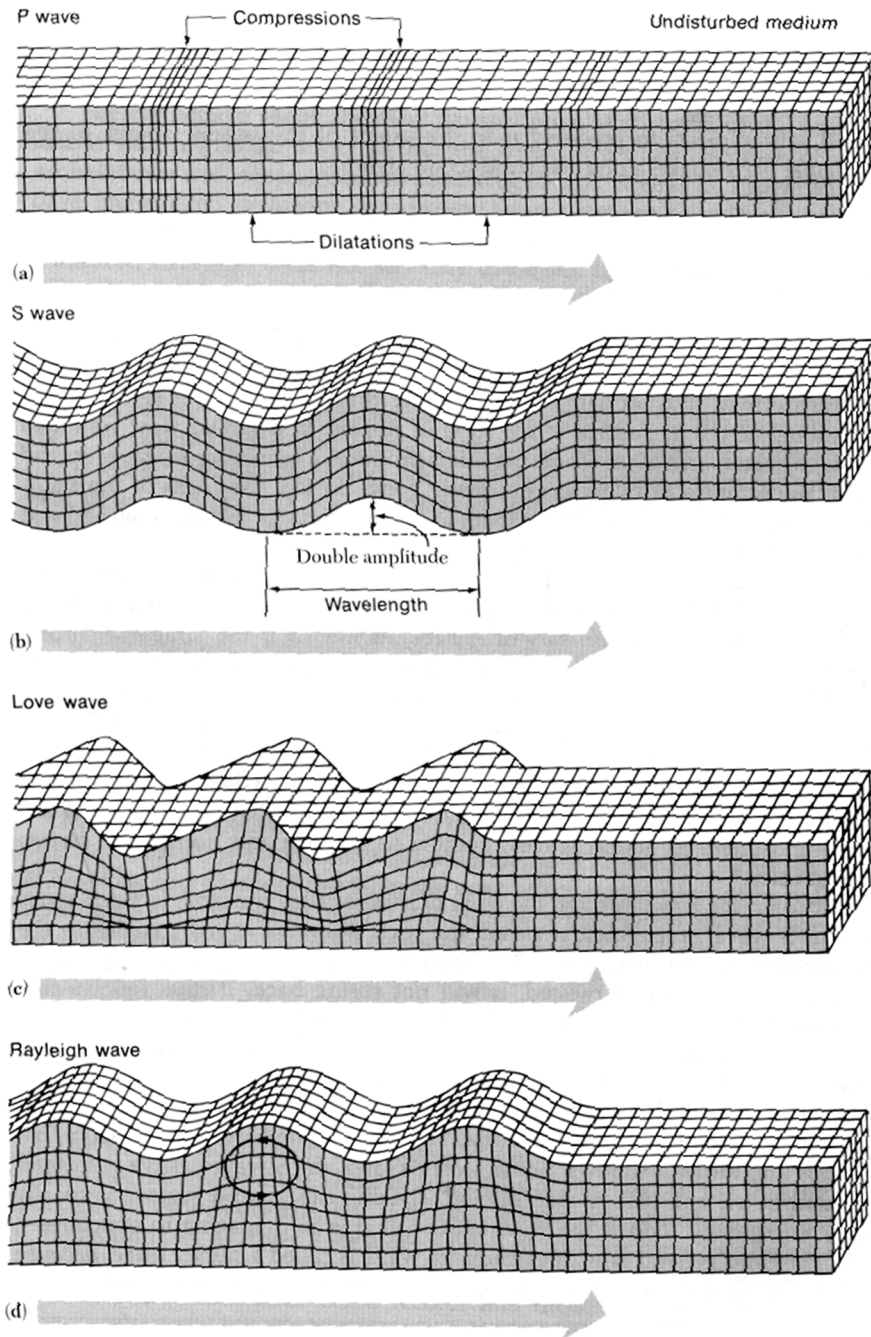 P wave
Compressions
Undisturbed medium
Dilatations
(a)
S wave
Double amplitude
Wavelength
(b)
Love wave
(c)
Rayleigh wave
(d)